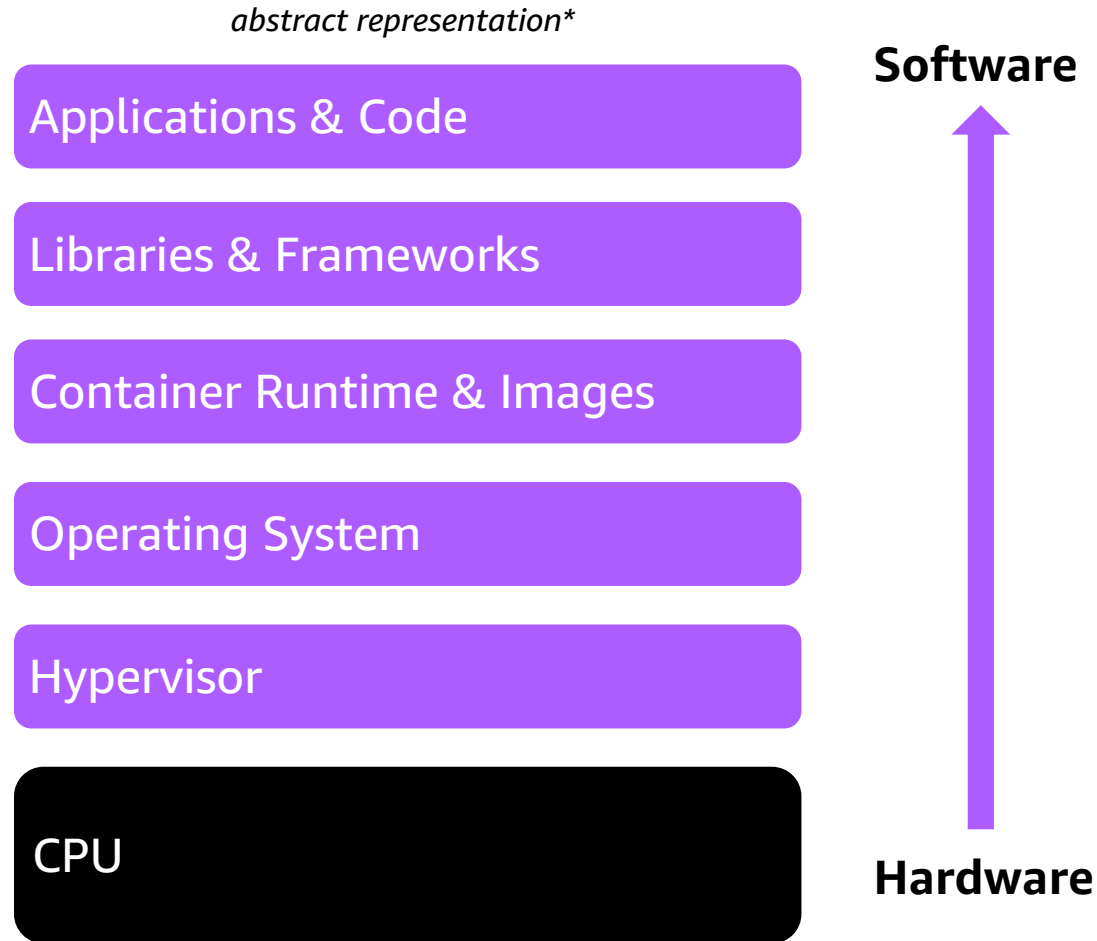 abstract representation*
Software
Applications & Code
Libraries & Frameworks
Container Runtime & Images
Operating System
Hypervisor
CPU
Hardware